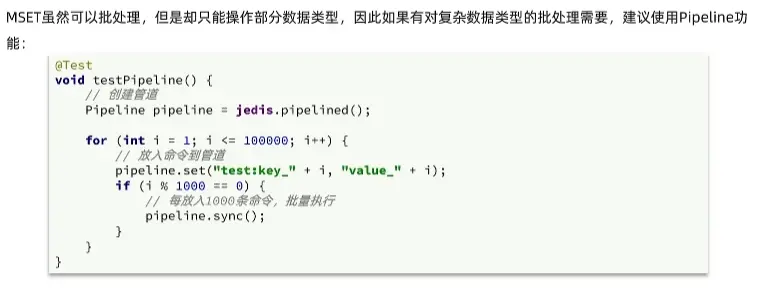 MSET虽然可以批处理，但是却只能操作部分数据类型，因此如果有对复杂数据类型的批处理需要，建议使用Pipeline功
能：
@Test
void testPipeline() {
    // 创建管道
    Pipeline pipeline = jedis.pipelined();

    for (int i = 1; i <= 100000; i++) {
        // 放入命令到管道
        pipeline.set("test:key_" + i, "value_" + i);
        if (i % 1000 == 0) {
            // 每放入1000条命令，批量执行
            pipeline.sync();
        }
    }
}